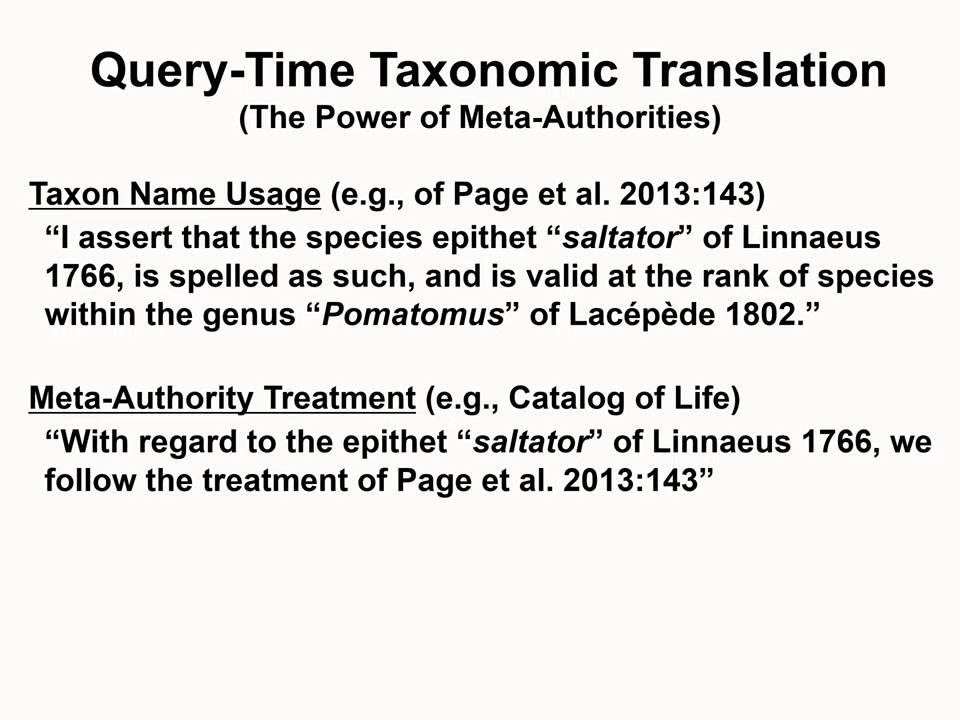 Query-Time Taxonomic Translation
(The Power of Meta-Authorities)
Taxon Name Usage (e.g., of Page et al. 2013:143)
“I assert that the species epithet “saltator” of Linnaeus
1766, is spelled as such, and is valid at the rank of species
within the genus “Pomatomus” of Lacépède 1802.”
Meta-Authority Treatment (e.g., Catalog of Life)
“With regard to the epithet “saltator” of Linnaeus 1766, we
follow the treatment of Page et al. 2013:143”